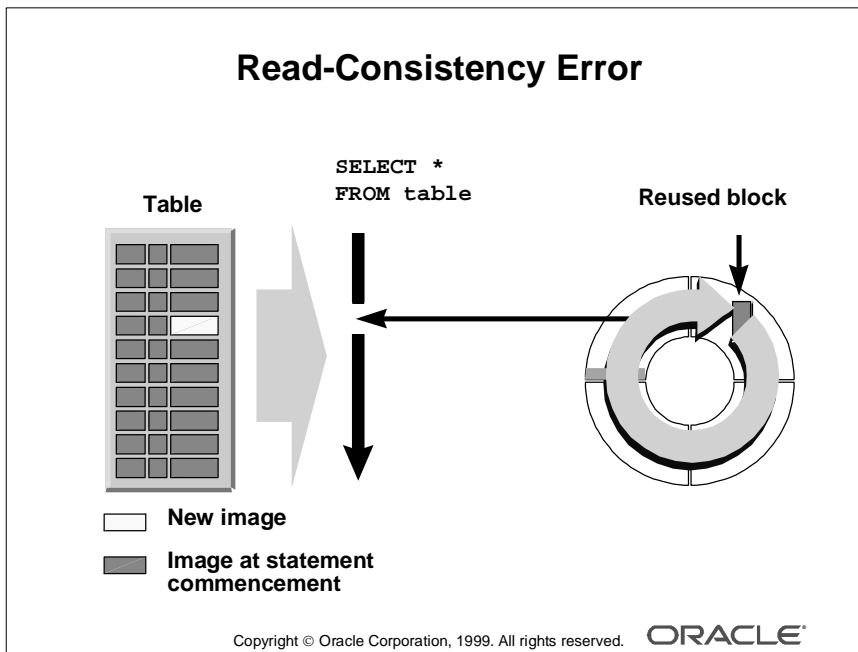 Read-Consistency Error
SELECT *
FROM table
Table
Reused block
New image
Image at statement
commencement
Copyright © Oracle Corporation, 1999. All rights reserved.
ORACLE®